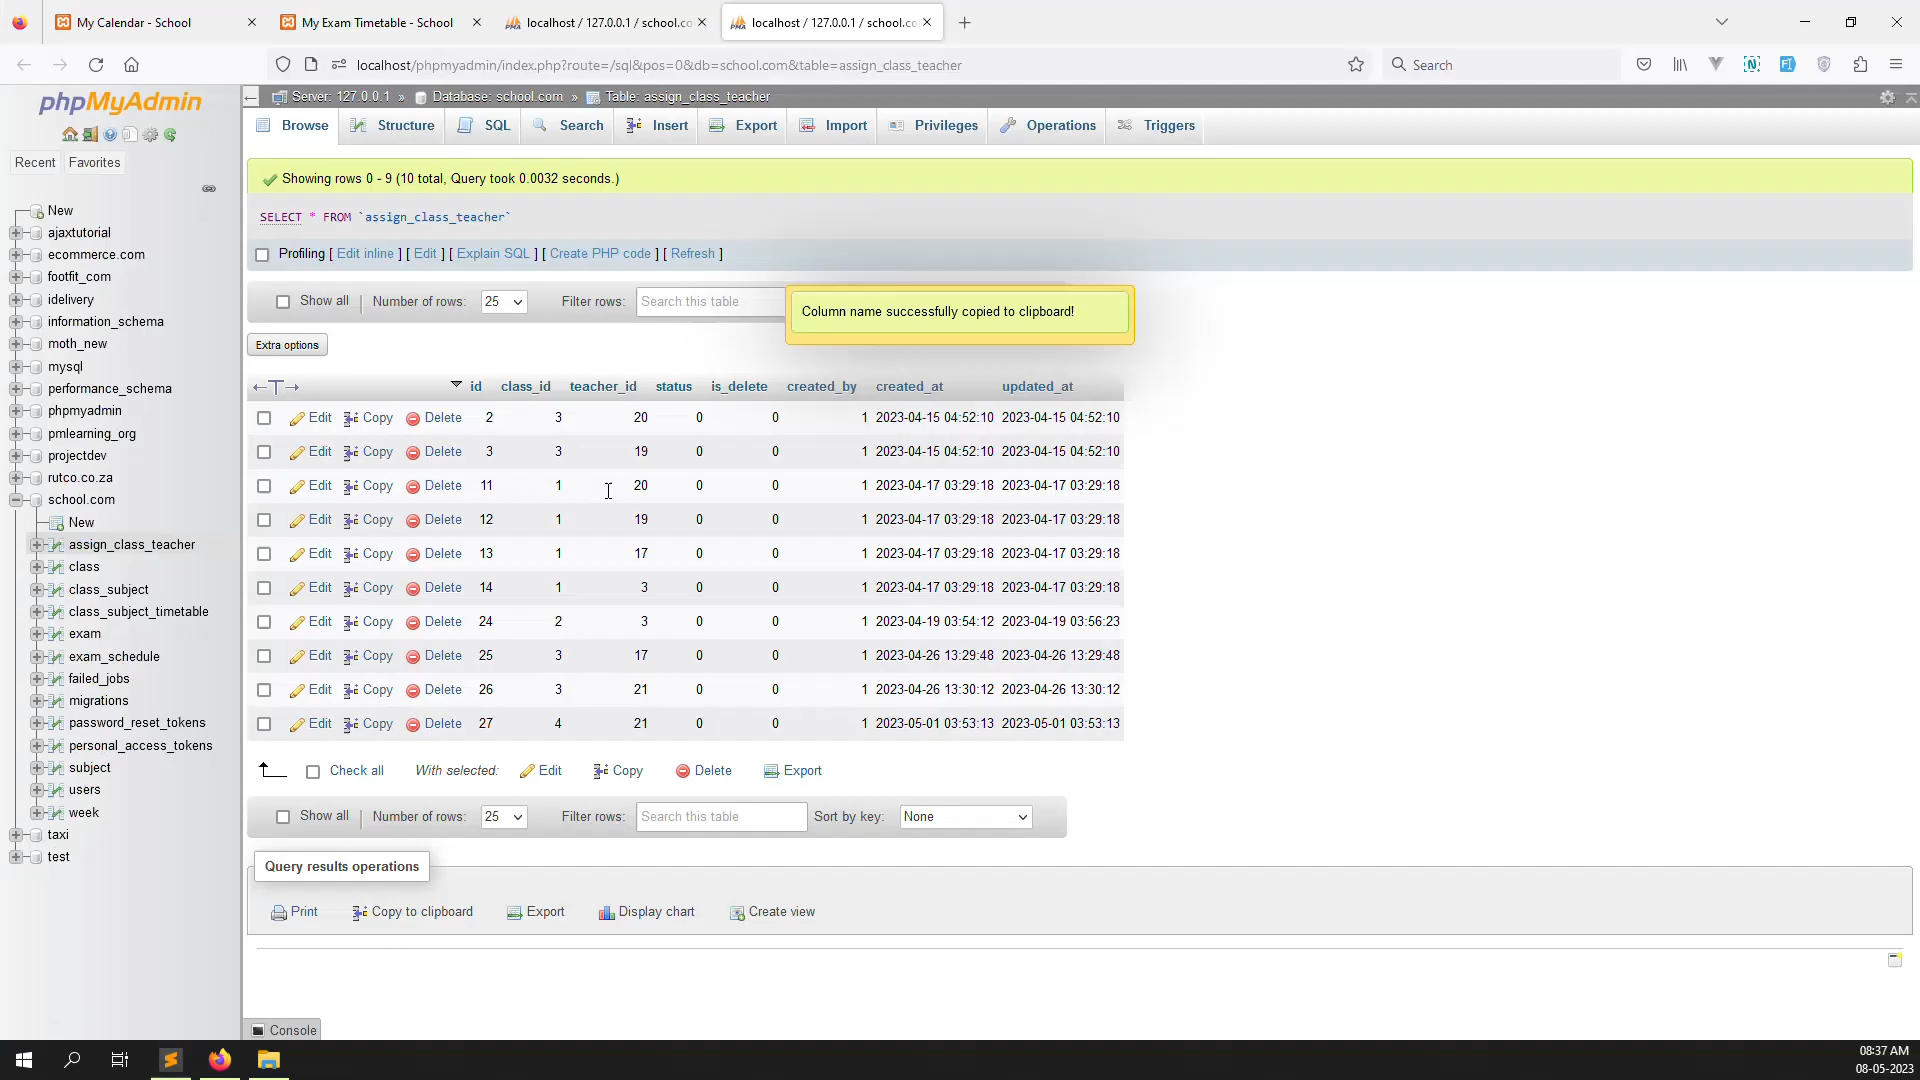 My Calendar - School
My Exam Timetable - School
localhost / 127.0.0.1 / school.co
localhost / 127.0.0.1 / school.co
localhost/phpmyadmin/index.php?route=/sql&pos=0&db=school.com&table=assign_class_teacher
Search
phpMyAdmin
Server: 127.0.0.1 » Database: school.com » Table: assign_class_teacher
Browse Structure SQL Search Insert Export Import Privileges Operations Triggers
Recent Favorites
New
ajaxtutorial
ecommerce.com
footfit_com
idelivery
information_schema
moth_new
mysql
performance_schema
phpmyadmin
pmlearning_org
projectdev
rutco.co.za
school.com
New
assign_class_teacher
class
class_subject
class_subject_timetable
exam
exam_schedule
failed_jobs
migrations
password_reset_tokens
personal_access_tokens
subject
users
week
taxi
test
Showing rows 0 - 9 (10 total, Query took 0.0032 seconds.)
SELECT * FROM `assign_class_teacher`
Profiling [ Edit inline ] [ Edit ] [ Explain SQL ] [ Create PHP code ] [ Refresh ]
Show all Number of rows: 25 Filter rows: Search this table
Column name successfully copied to clipboard!
Extra options
id class_id teacher_id status is_delete created_by created_at updated_at
Edit Copy Delete 2 3 20 0 0 1 2023-04-15 04:52:10 2023-04-15 04:52:10
Edit Copy Delete 3 3 19 0 0 1 2023-04-15 04:52:10 2023-04-15 04:52:10
Edit Copy Delete 11 1 20 0 0 1 2023-04-17 03:29:18 2023-04-17 03:29:18
Edit Copy Delete 12 1 19 0 0 1 2023-04-17 03:29:18 2023-04-17 03:29:18
Edit Copy Delete 13 1 17 0 0 1 2023-04-17 03:29:18 2023-04-17 03:29:18
Edit Copy Delete 14 1 3 0 0 1 2023-04-17 03:29:18 2023-04-17 03:29:18
Edit Copy Delete 24 2 3 0 0 1 2023-04-19 03:54:12 2023-04-19 03:56:23
Edit Copy Delete 25 3 17 0 0 1 2023-04-26 13:29:48 2023-04-26 13:29:48
Edit Copy Delete 26 3 21 0 0 1 2023-04-26 13:30:12 2023-04-26 13:30:12
Edit Copy Delete 27 4 21 0 0 1 2023-05-01 03:53:13 2023-05-01 03:53:13
Check all With selected: Edit Copy Delete Export
Show all Number of rows: 25 Filter rows: Search this table Sort by key: None
Query results operations
Print Copy to clipboard Export Display chart Create view
Console
08:37 AM
08-05-2023